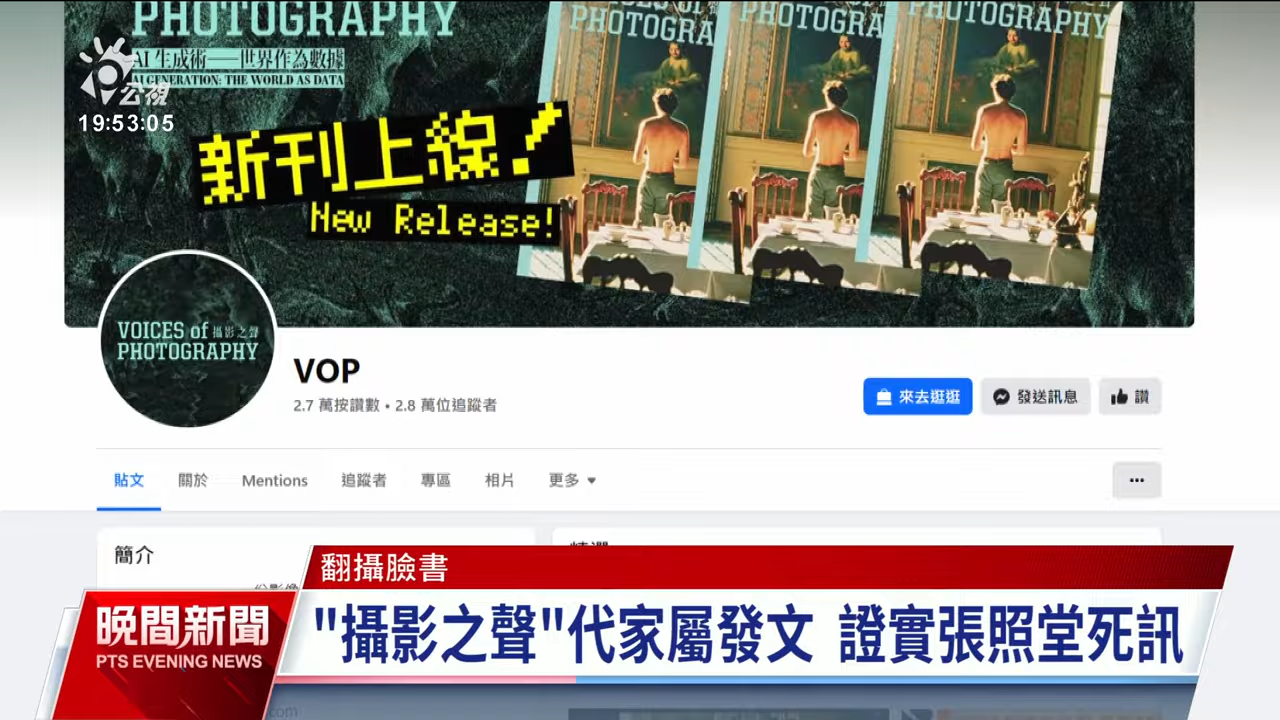 PHOTOGRAPHY
AI 生成術——世界作為數據
AI GENERATION: THE WORLD AS DATA
公視
19:53:05
新刊上線!
New Release!
VOICES of
PHOTOGRAPHY
PHOTOGRAPHY
PHOTOGRAPHY
VOICES of 攝影之聲
PHOTOGRAPHY
VOP
2.7 萬按讚數 • 2.8 萬位追蹤者
來去逛逛
發送訊息
讚
貼文
關於
Mentions
追蹤者
專區
相片
更多
簡介
翻攝臉書
"攝影之聲"代家屬發文 證實張照堂死訊
晚間新聞
PTS EVENING NEWS